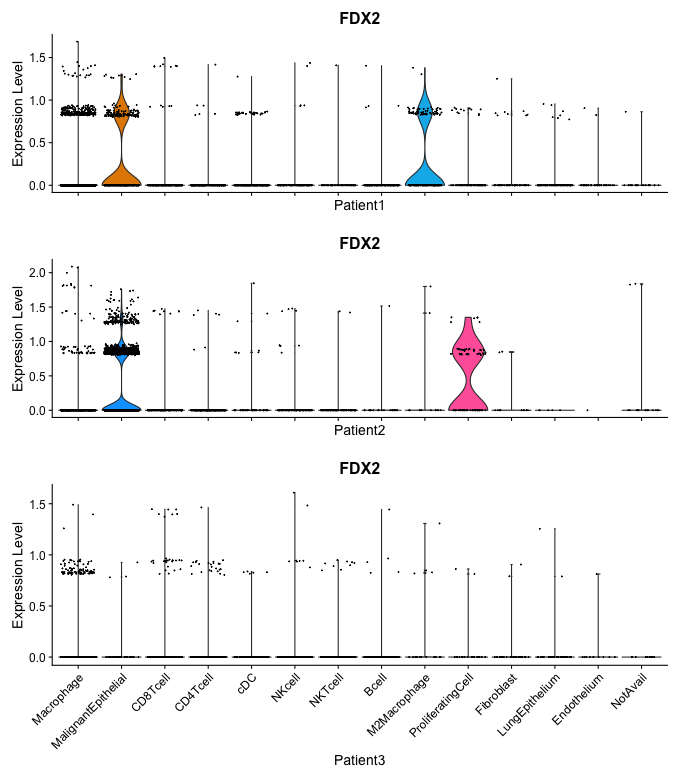 FDX2
Expression Level
1.5
1.0
0.5
0.0
Patient1
FDX2
Expression Level
2.0
1.5
1.0
0.5
0.0
Patient2
FDX2
Expression Level
1.5
1.0
0.5
0.0
Macrophage
MalignantEpithelial
CD8Tcell
CD4Tcell
cDC
NKcell
NKTcell
Bcell
M2Macrophage
ProliferatingCell
Fibroblast
LungEpithelium
Endothelium
NotAvail
Patient3